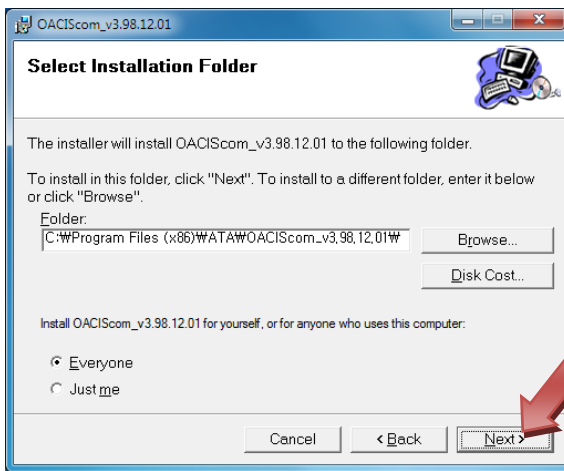 OACIScom_v3.98.12.01
Select Installation Folder
The installer will install OACIScom_v3.98.12.01 to the following folder.
To install in this folder, click "Next". To install to a different folder, enter it below
or click "Browse".
Folder:
C:₩Program Files (x86)₩ATA₩OACIScom_v3,98,12,01₩
Browse...
Disk Cost...
Install OACIScom_v3.98.12.01 for yourself, or for anyone who uses this computer:
Everyone
Just me
Cancel
< Back
Next >